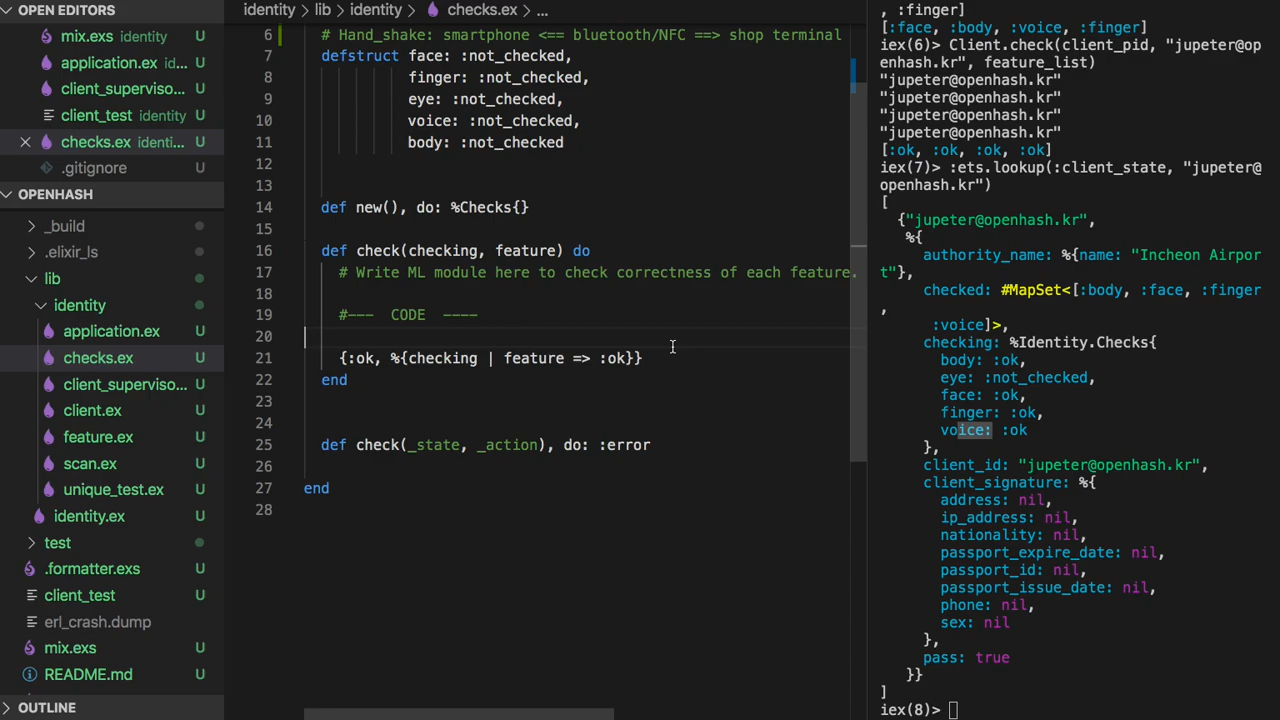 OPEN EDITORS
mix.exs identity U
application.ex id... U
client_superviso... U
client_test identity U
checks.ex identi... U
.gitignore
OPENHASH
_build
.elixir_ls
lib
identity
application.ex U
checks.ex U
client_superviso... U
client.ex U
feature.ex U
scan.ex U
unique_test.ex U
identity.ex U
test
.formatter.exs U
client_test U
erl_crash.dump
mix.exs U
README.md U
OUTLINE
identity > lib > identity > checks.ex > ...
6 # Hand_shake: smartphone <== bluetooth/NFC ==> shop terminal
7 defstruct face: :not_checked,
8 finger: :not_checked,
9 eye: :not_checked,
10 voice: :not_checked,
11 body: :not_checked
12
13
14 def new(), do: %Checks{}
15
16 def check(checking, feature) do
17 # Write ML module here to check correctness of each feature.
18
19 #--- CODE ----
20
21 {:ok, %{checking | feature => :ok}}
22 end
23
24
25 def check(_state, _action), do: :error
26
27 end
28
, :finger]
[:face, :body, :voice, :finger]
iex(6)> Client.check(client_pid, "jupeter@op
enhash.kr", feature_list)
"jupeter@openhash.kr"
"jupeter@openhash.kr"
"jupeter@openhash.kr"
"jupeter@openhash.kr"
[:ok, :ok, :ok, :ok]
iex(7)> :ets.lookup(:client_state, "jupeter@
openhash.kr")
[
{"jupeter@openhash.kr",
%{
authority_name: %{name: "Incheon Airpor
t"},
checked: #MapSet<[:body, :face, :finger
,
:voice]>,
checking: %Identity.Checks{
body: :ok,
eye: :not_checked,
face: :ok,
finger: :ok,
voice: :ok
},
client_id: "jupeter@openhash.kr",
client_signature: %{
address: nil,
ip_address: nil,
nationality: nil,
passport_expire_date: nil,
passport_id: nil,
passport_issue_date: nil,
phone: nil,
sex: nil
},
pass: true
}}
]
iex(8)>